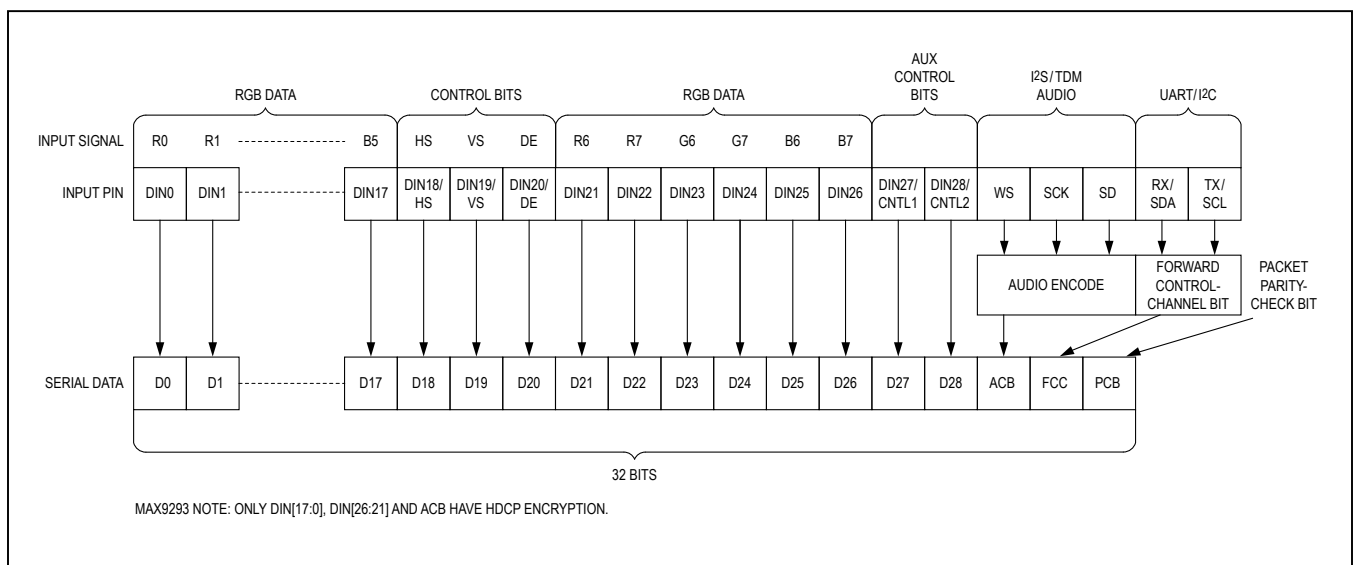 AUX
CONTROL
BITS
I2S/TDM
AUDIO
RGB DATA
CONTROL BITS
RGB DATA
UART/I2C
INPUT SIGNAL R0 R1 B5 HS VS DE R6 R7 G6 G7 B6 B7
INPUT PIN DIN0 DIN1 DIN17 DIN18/ HS DIN19/ VS DIN20/ DE DIN21 DIN22 DIN23 DIN24 DIN25 DIN26 DIN27/ CNTL1 DIN28/ CNTL2 WS SCK SD RX/ SDA TX/ SCL
AUDIO ENCODE
FORWARD
CONTROL-
CHANNEL BIT
PACKET
PARITY-
CHECK BIT
SERIAL DATA D0 D1 D17 D18 D19 D20 D21 D22 D23 D24 D25 D26 D27 D28 ACB FCC PCB
32 BITS
MAX9293 NOTE: ONLY DIN[17:0], DIN[26:21] AND ACB HAVE HDCP ENCRYPTION.